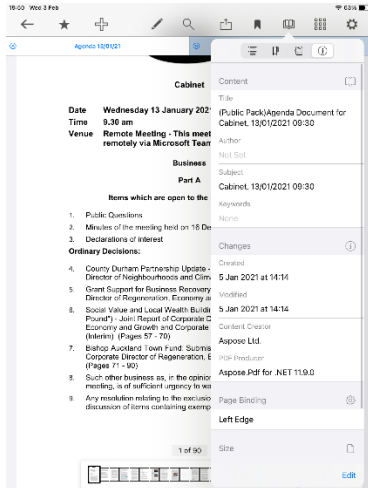 16:00 Wed 3 Feb
63%
Agenda 13/01/21
Cabinet
Date Wednesday 13 January 202
Time 9.30 am
Venue Remote Meeting - This meet
remotely via Microsoft Team
Business
Part A
Items which are open to the
1. Public Questions
2. Minutes of the meeting held on 16 De
3. Declarations of interest
Ordinary Decisions:
4. County Durham Partnership Update -
Director of Neighbourhoods and Clim
5. Grant Support for Business Recovery
Director of Regeneration, Economy a
6. Social Value and Local Wealth Buildin
Pound") - Joint Report of Corporate D
Economy and Growth and Corporate
(Interim) (Pages 57 - 70)
7. Bishop Auckland Town Fund: Submis
Corporate Director of Regeneration, E
(Pages 71 - 90)
8. Such other business as, in the opinion
meeting, is of sufficient urgency to wa
9. Any resolution relating to the exclusio
discussion of items containing exemp
1 of 90
Content
Title
(Public Pack)Agenda Document for
Cabinet, 13/01/2021 09:30
Author
Not Set
Subject
Cabinet, 13/01/2021 09:30
Keywords
None
Changes
Created
5 Jan 2021 at 14:14
Modified
5 Jan 2021 at 14:14
Content Creator
Aspose Ltd.
PDF Producer
Aspose.Pdf for .NET 11.9.0
Page Binding
Left Edge
Size
Edit